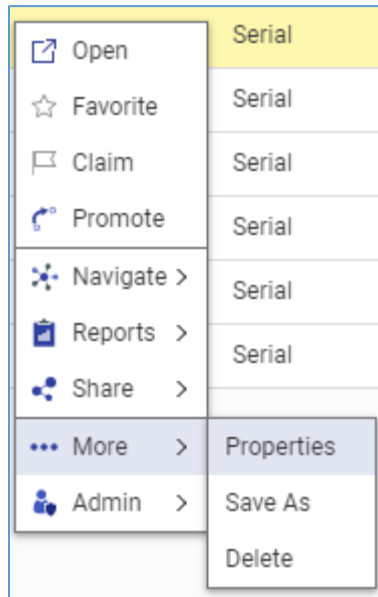 Open
Favorite
Claim
Promote
Navigate >
Reports >
Share >
More >
Admin >
Properties
Save As
Delete
Serial
Serial
Serial
Serial
Serial
Serial